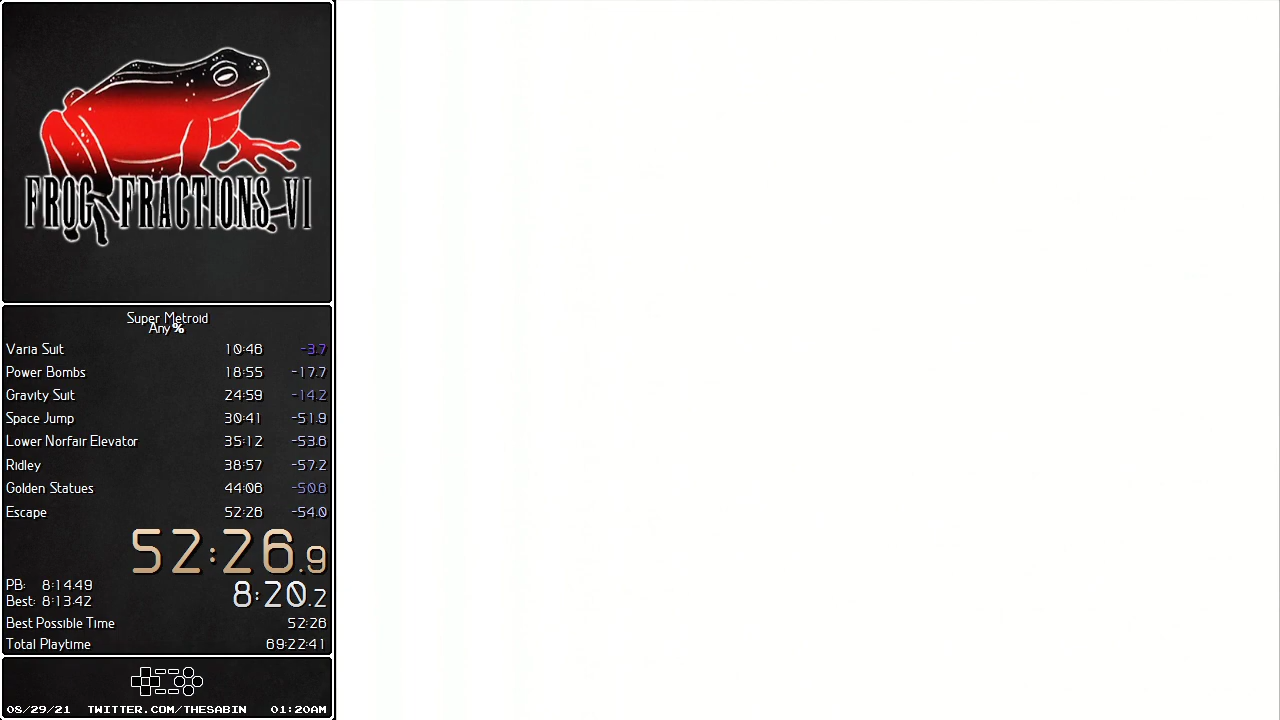 FROG FRACTIONS VI
Super Metroid
Any%
Varia Suit 10:46 -3.7
Power Bombs 18:55 -17.7
Gravity Suit 24:59 -14.2
Space Jump 30:41 -51.9
Lower Norfair Elevator 35:12 -53.6
Ridley 38:57 -57.2
Golden Statues 44:06 -50.6
Escape 52:26 -54.0
52:26.9
PB: 8:14.49 8:20.2
Best: 8:13.42
Best Possible Time 52:26
Total Playtime 69:22:41
08/29/21 TWITTER.COM/THESABIN 01:20AM